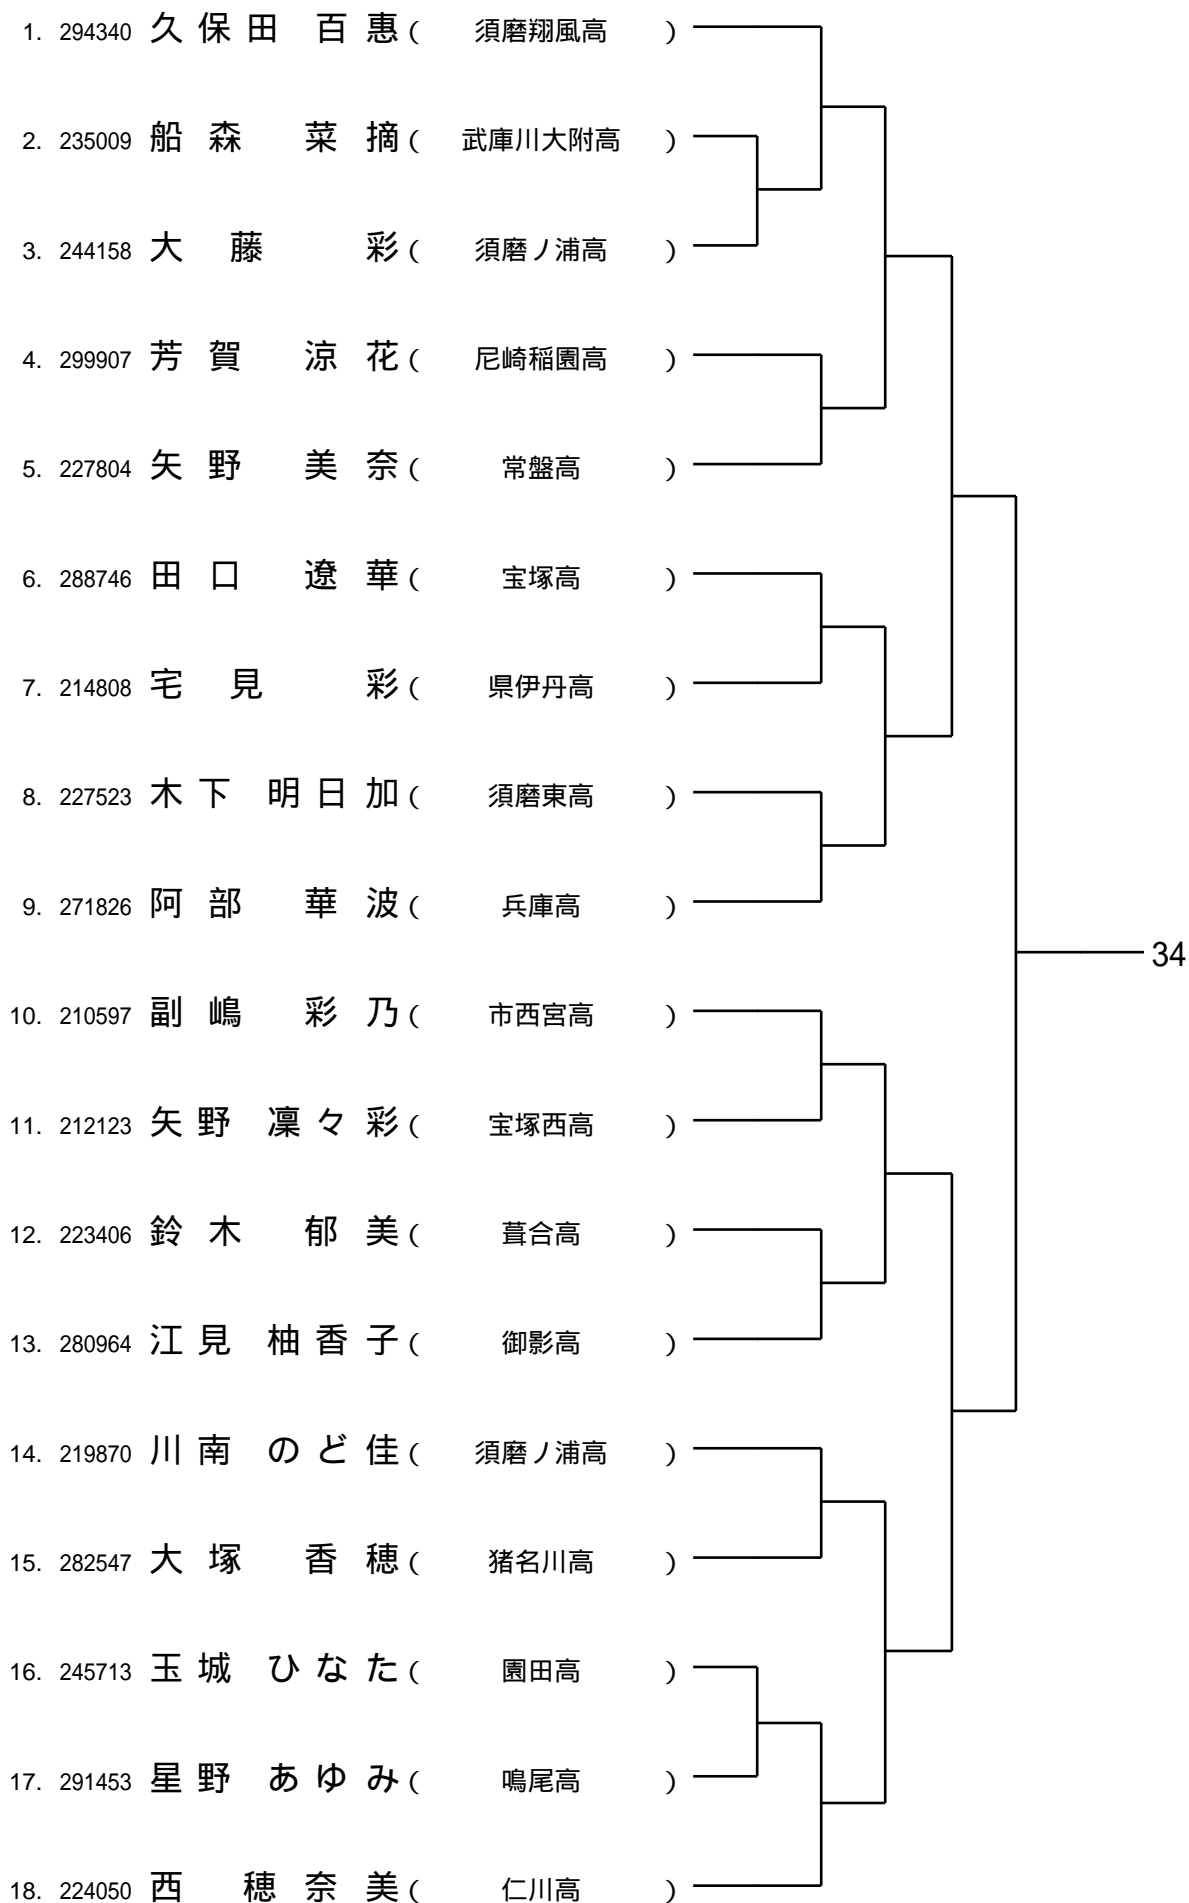 1. 294340 久保田 百惠 ( 須磨翔風高 )
2. 235009 船森 菜摘 ( 武庫川大附高 )
3. 244158 大藤 彩 ( 須磨ノ浦高 )
4. 299907 芳賀 涼花 ( 尼崎稲園高 )
5. 227804 矢野 美奈 ( 常盤高 )
6. 288746 田口 遼華 ( 宝塚高 )
7. 214808 宅見 彩 ( 県伊丹高 )
8. 227523 木下 明日加 ( 須磨東高 )
9. 271826 阿部 華波 ( 兵庫高 )
34
10. 210597 副嶋 彩乃 ( 市西宮高 )
11. 212123 矢野 凜々彩 ( 宝塚西高 )
12. 223406 鈴木 郁美 ( 葺合高 )
13. 280964 江見 柚香子 ( 御影高 )
14. 219870 川南 のど佳 ( 須磨ノ浦高 )
15. 282547 大塚 香穂 ( 猪名川高 )
16. 245713 玉城 ひなた ( 園田高 )
17. 291453 星野 あゆみ ( 鳴尾高 )
18. 224050 西 穂奈美 ( 仁川高 )